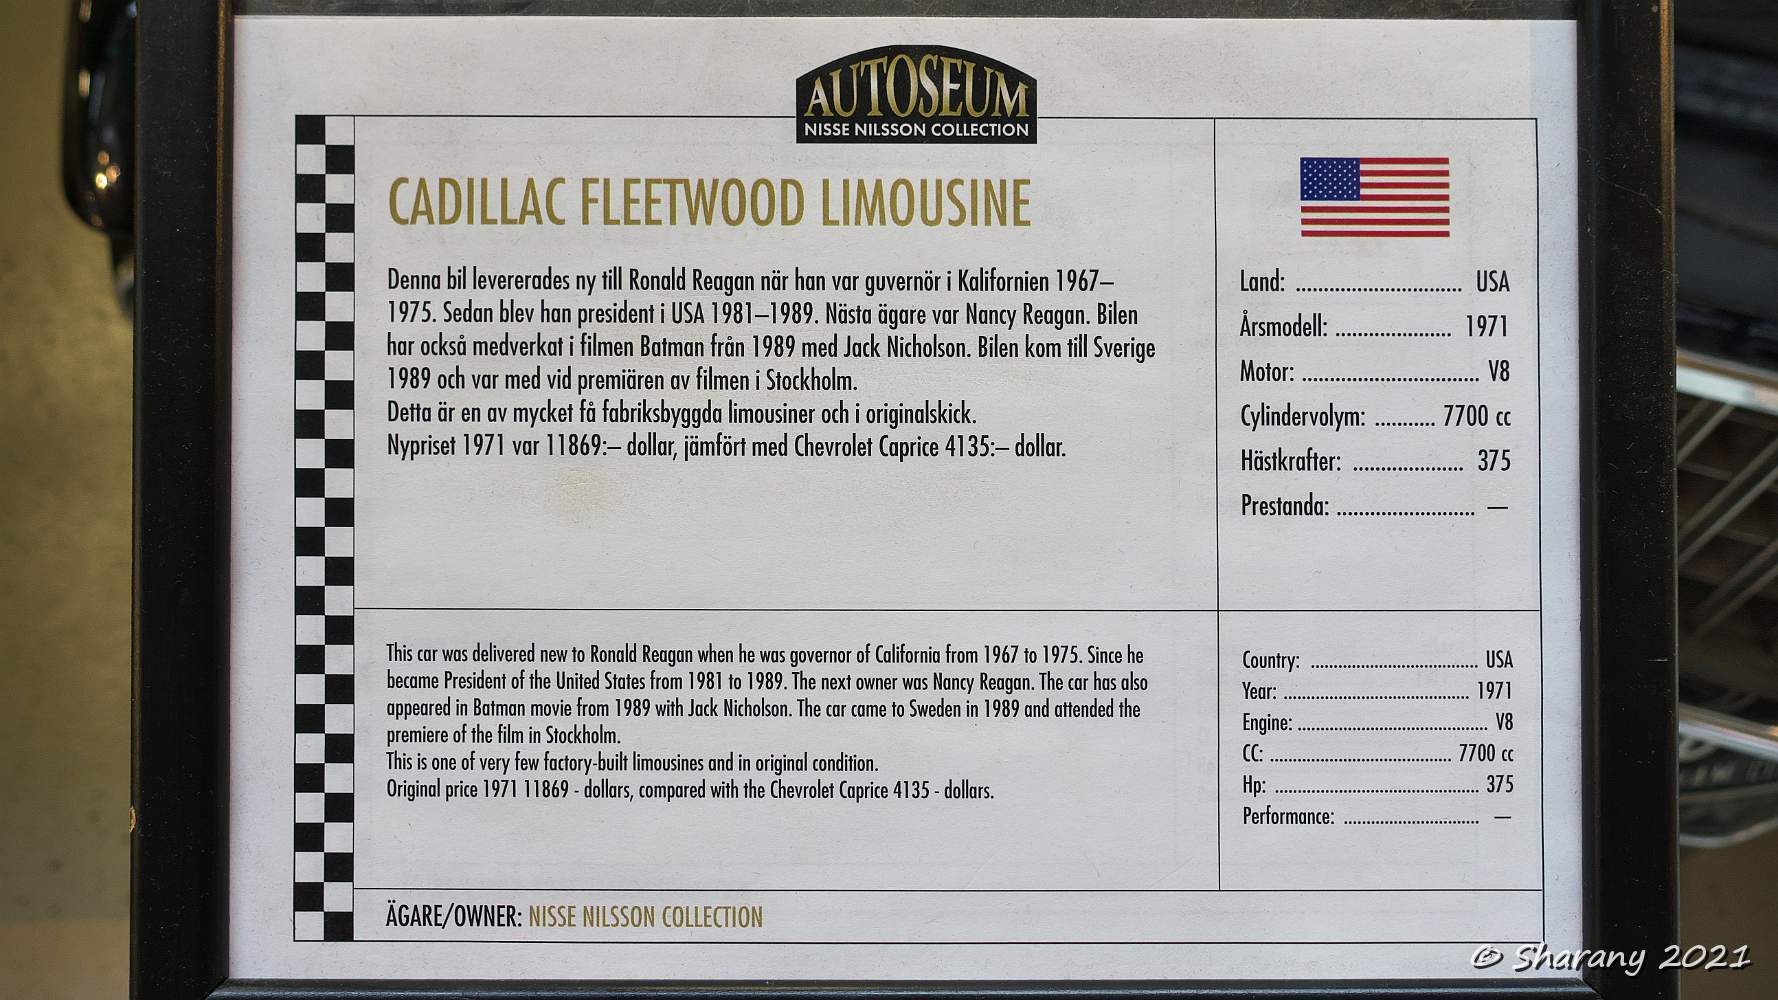 AUTOSEUM
NISSE NILSSON COLLECTION
CADILLAC FLEETWOOD LIMOUSINE
Denna bil levererades ny till Ronald Reagan när han var guvernör i Kalifornien 1967–
1975. Sedan blev han president i USA 1981–1989. Nästa ägare var Nancy Reagan. Bilen
har också medverkat i filmen Batman från 1989 med Jack Nicholson. Bilen kom till Sverige
1989 och var med vid premiären av filmen i Stockholm.
Detta är en av mycket få fabriksbyggda limousiner och i originalskick.
Nypriset 1971 var 11869:– dollar, jämfört med Chevrolet Caprice 4135:– dollar.
Land: .............................. USA
Årsmodell: ..................... 1971
Motor: ................................ V8
Cylindervolym: ........... 7700 cc
Hästkrafter: .................... 375
Prestanda: ......................... —
This car was delivered new to Ronald Reagan when he was governor of California from 1967 to 1975. Since he
became President of the United States from 1981 to 1989. The next owner was Nancy Reagan. The car has also
appeared in Batman movie from 1989 with Jack Nicholson. The car came to Sweden in 1989 and attended the
premiere of the film in Stockholm.
This is one of very few factory-built limousines and in original condition.
Original price 1971 11869 - dollars, compared with the Chevrolet Caprice 4135 - dollars.
Country: ..................................... USA
Year: ......................................... 1971
Engine: .......................................... V8
CC: ........................................ 7700 cc
Hp: ............................................. 375
Performance: .............................. —
ÄGARE/OWNER: NISSE NILSSON COLLECTION
© Sharany 2021